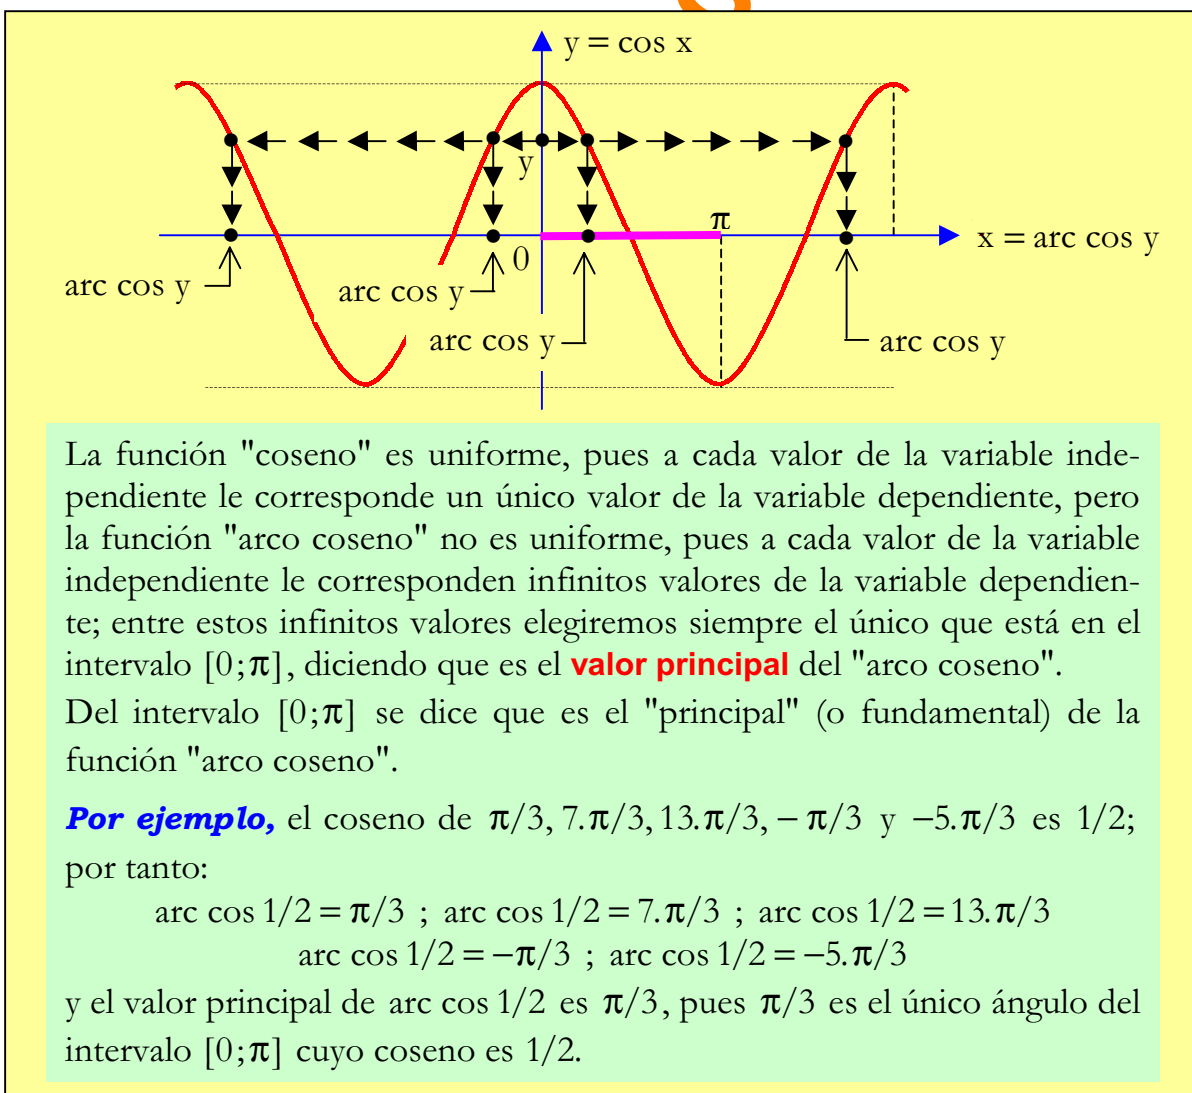 y = cos x
y
π
0
x = arc cos y
arc cos y
arc cos y
arc cos y
arc cos y
La función "coseno" es uniforme, pues a cada valor de la variable inde-
pendiente le corresponde un único valor de la variable dependiente, pero
la función "arco coseno" no es uniforme, pues a cada valor de la variable
independiente le corresponden infinitos valores de la variable dependien-
te; entre estos infinitos valores elegiremos siempre el único que está en el
intervalo [0;π], diciendo que es el valor principal del "arco coseno".
Del intervalo [0;π] se dice que es el "principal" (o fundamental) de la
función "arco coseno".
Por ejemplo, el coseno de π/3, 7.π/3, 13.π/3, − π/3 y −5.π/3 es 1/2;
por tanto:
arc cos 1/2 = π/3 ; arc cos 1/2 = 7.π/3 ; arc cos 1/2 = 13.π/3
arc cos 1/2 = −π/3 ; arc cos 1/2 = −5.π/3
y el valor principal de arc cos 1/2 es π/3, pues π/3 es el único ángulo del
intervalo [0;π] cuyo coseno es 1/2.